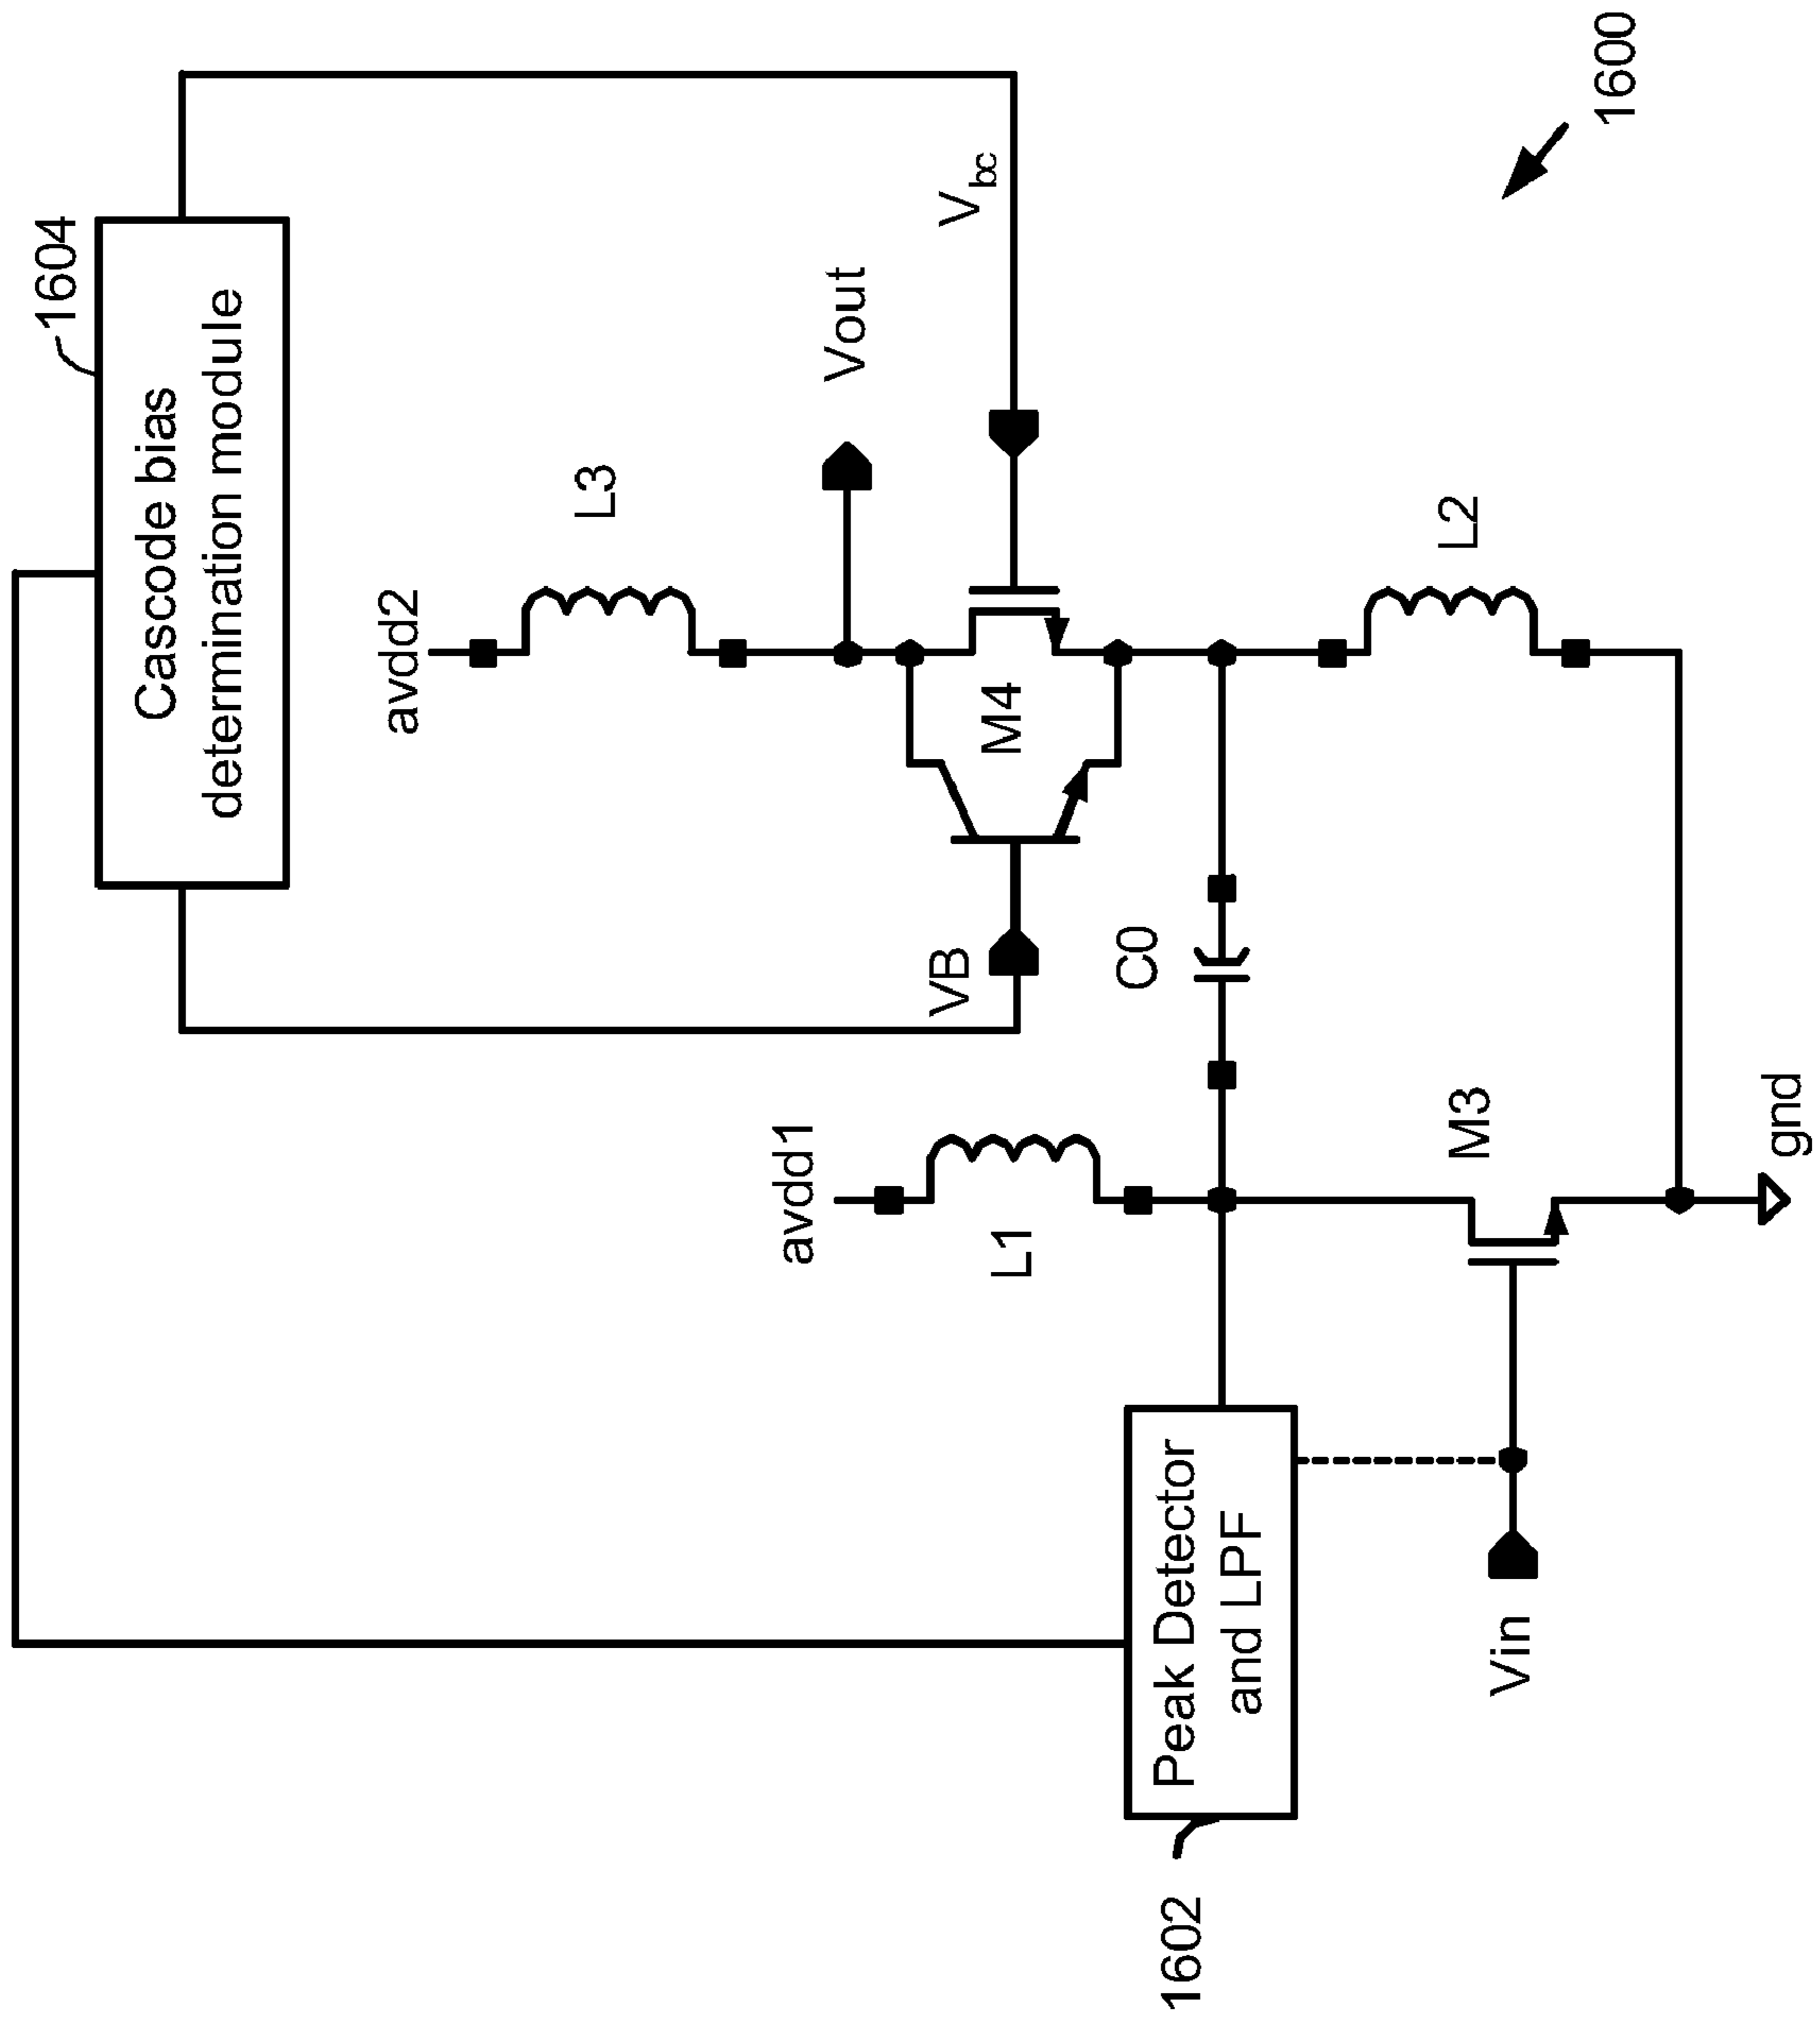 1604
Cascode bias
determination module
avdd2
L3
Vout
Vbc
M4
VB
C0
L2
avdd1
L1
M3
gnd
Peak Detector
and LPF
1602
Vin
1600